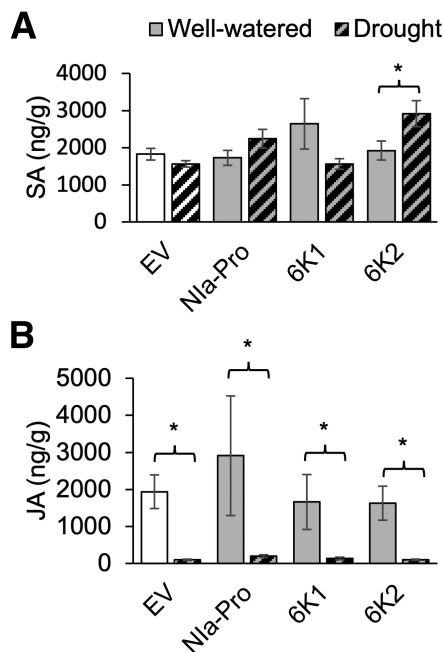 A
Well-watered Drought
SA (ng/g)
4000
3000
2000
1000
0
*
EV
NIa-Pro
6K1
6K2
B
JA (ng/g)
5000
4000
3000
2000
1000
0
*
*
*
*
EV
NIa-Pro
6K1
6K2